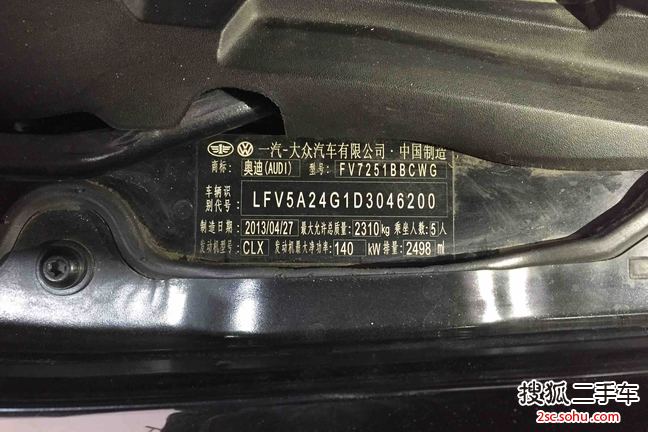 一汽-大众汽车有限公司·中国制造
商标: 奥迪(AUDI) 型号: FV7251BBCWG
车辆识别代号: LFV5A24G1D3046200
制造日期: 2013/04/27 最大允许总质量: 2310kg 乘坐人数: 5人
发动机型号: CLX 发动机最大净功率: 140 kW 排量: 2498 ml
搜狐二手车
2sc.sohu.com